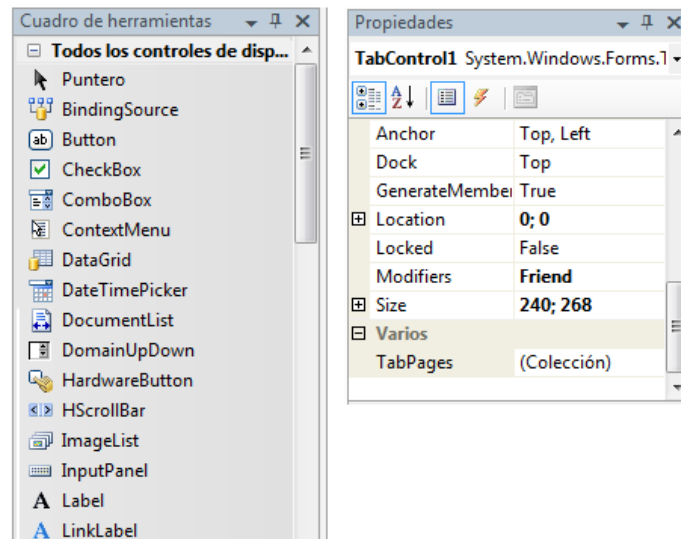 Cuadro de herramientas
Todos los controles de disp...
Puntero
BindingSource
ab Button
CheckBox
ComboBox
ContextMenu
DataGrid
DateTimePicker
DocumentList
DomainUpDown
HardwareButton
HScrollBar
ImageList
InputPanel
A Label
A LinkLabel
Propiedades
TabControl1 System.Windows.Forms.T
Anchor Top, Left
Dock Top
GenerateMember True
Location 0; 0
Locked False
Modifiers Friend
Size 240; 268
Varios
TabPages (Colección)